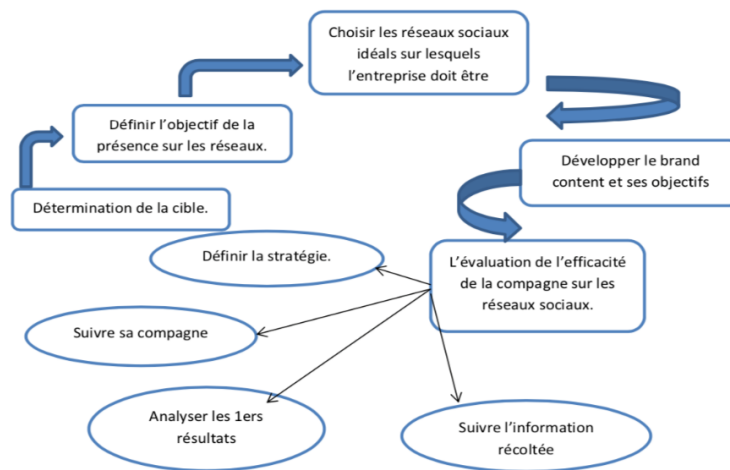 Choisir les réseaux sociaux
idéals sur lesquels
l’entreprise doit être
Définir l’objectif de la
présence sur les réseaux.
Développer le brand
content et ses objectifs
Détermination de la cible.
Définir la stratégie.
L’évaluation de l’efficacité
de la compagne sur les
réseaux sociaux.
Suivre sa compagne
Analyser les 1ers
résultats
Suivre l’information
récoltée